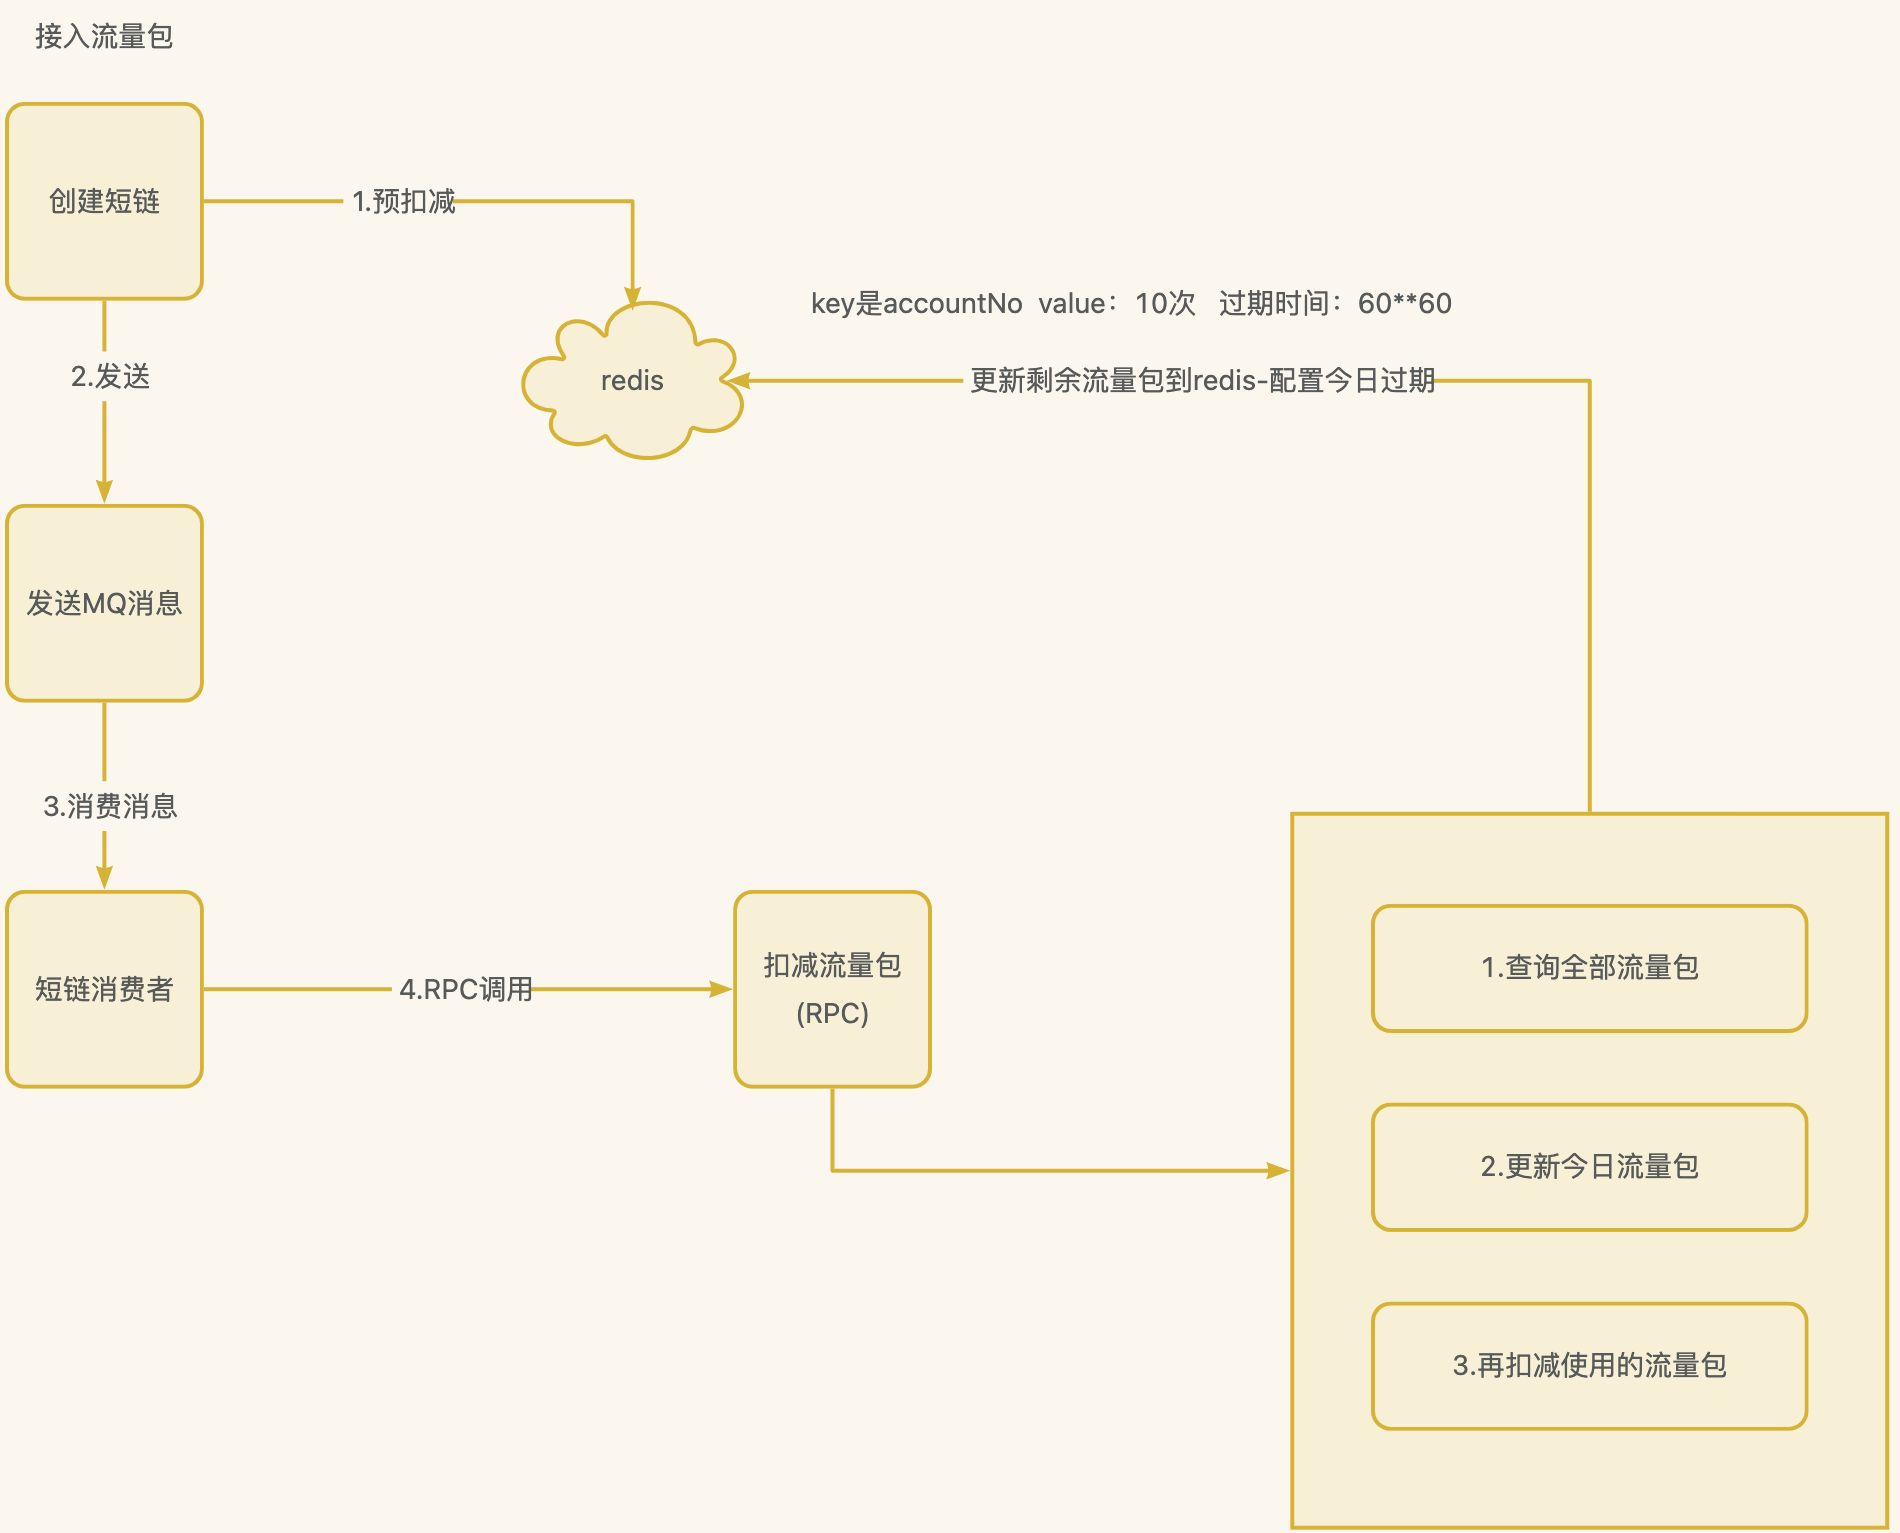 接入流量包
创建短链
1.预扣减
key是accountNo  value：10次   过期时间：60**60
2.发送
redis
更新剩余流量包到redis-配置今日过期
发送MQ消息
3.消费消息
短链消费者
4.RPC调用
扣减流量包
(RPC)
1.查询全部流量包
2.更新今日流量包
3.再扣减使用的流量包